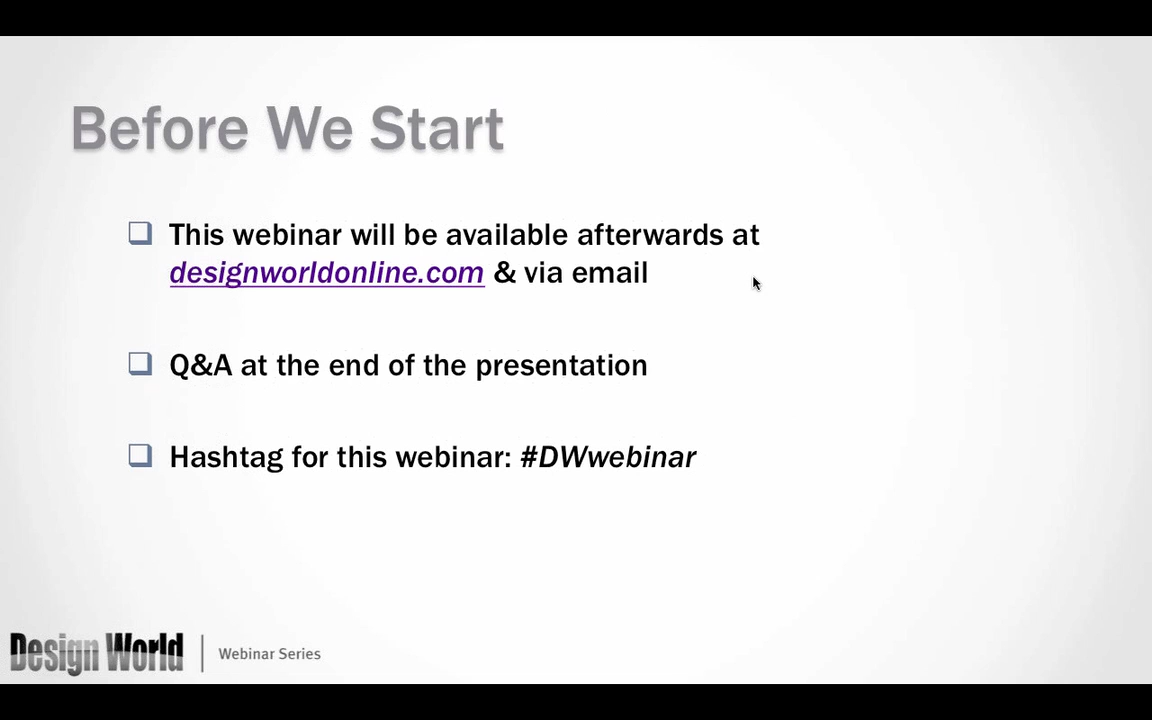 Before We Start
This webinar will be available afterwards at
designworldonline.com & via email
Q&A at the end of the presentation
Hashtag for this webinar: #DWwebinar
Design World | Webinar Series